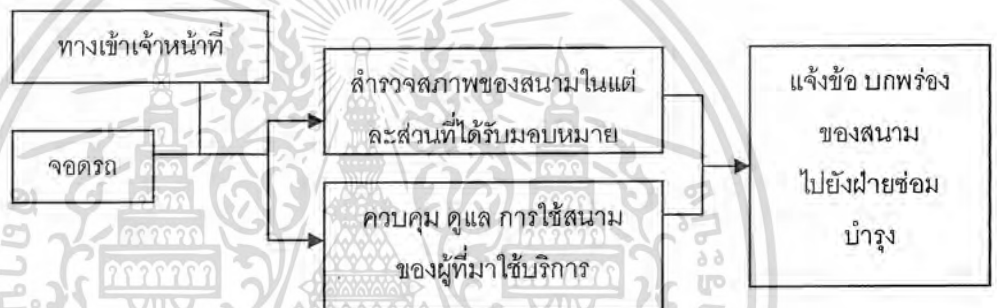 ทางเข้าเจ้าหน้าที่
จอดรถ
สำรวจสภาพของสนามในแต่
ละส่วนที่ได้รับมอบหมาย
ควบคุม ดูแล การใช้สนาม
ของผู้ที่มาใช้บริการ
แจ้งข้อ บกพร่อง
ของสนาม
ไปยังฝ่ายซ่อม
บำรุง